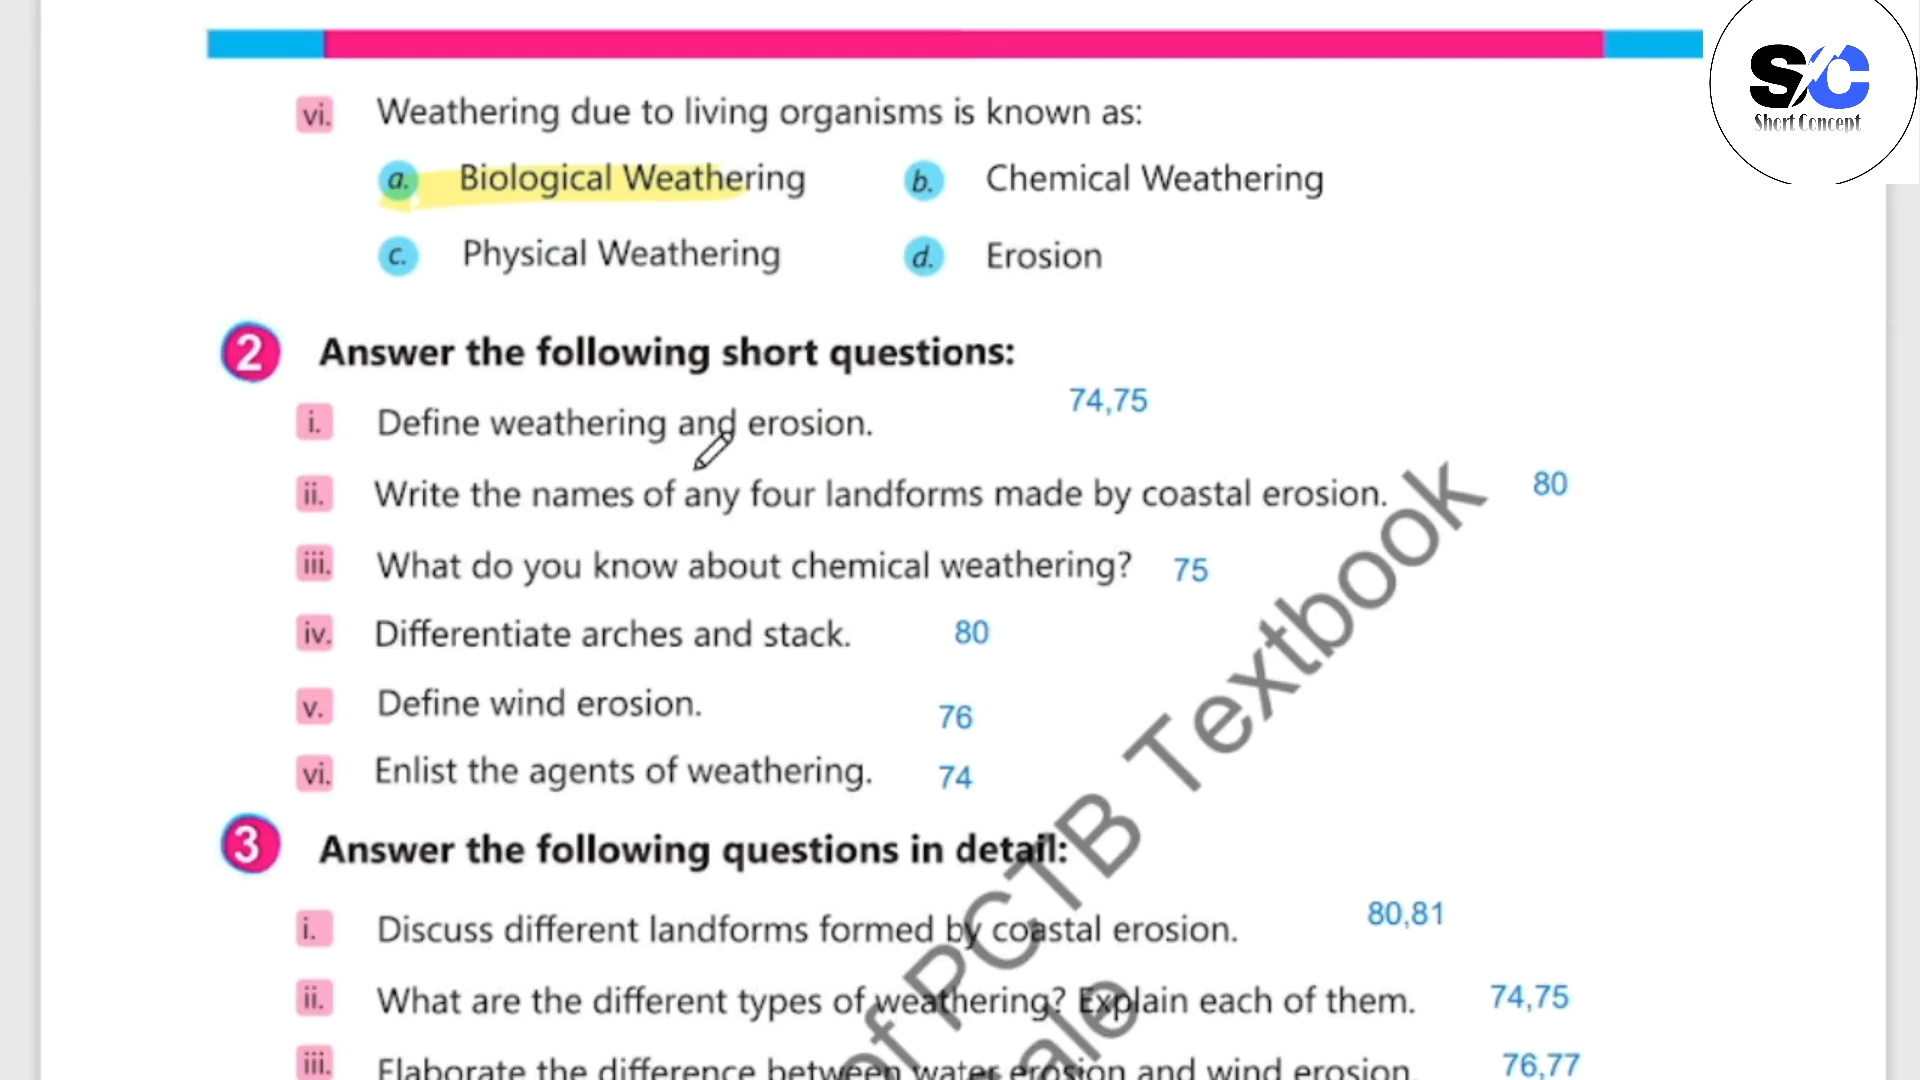 SC
Short Concept
vi. Weathering due to living organisms is known as:
a. Biological Weathering b. Chemical Weathering
c. Physical Weathering d. Erosion
2 Answer the following short questions:
i. Define weathering and erosion. 74,75
ii. Write the names of any four landforms made by coastal erosion. 80
iii. What do you know about chemical weathering? 75
iv. Differentiate arches and stack. 80
v. Define wind erosion. 76
vi. Enlist the agents of weathering. 74
3 Answer the following questions in detail:
i. Discuss different landforms formed by coastal erosion. 80,81
ii. What are the different types of weathering? Explain each of them. 74,75
iii. Elaborate the difference between water erosion and wind erosion. 76,77
of PCTB Textbook